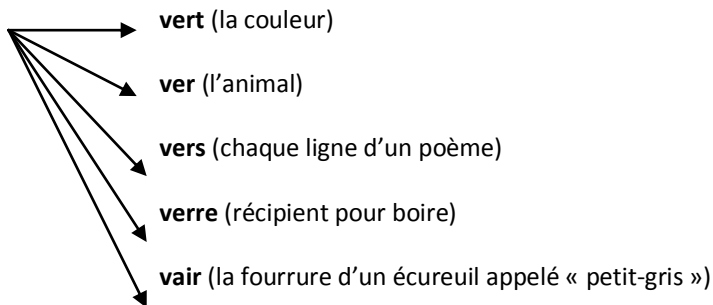 vert (la couleur)
ver (l’animal)
vers (chaque ligne d’un poème)
verre (récipient pour boire)
vair (la fourrure d’un écureuil appelé « petit-gris »)